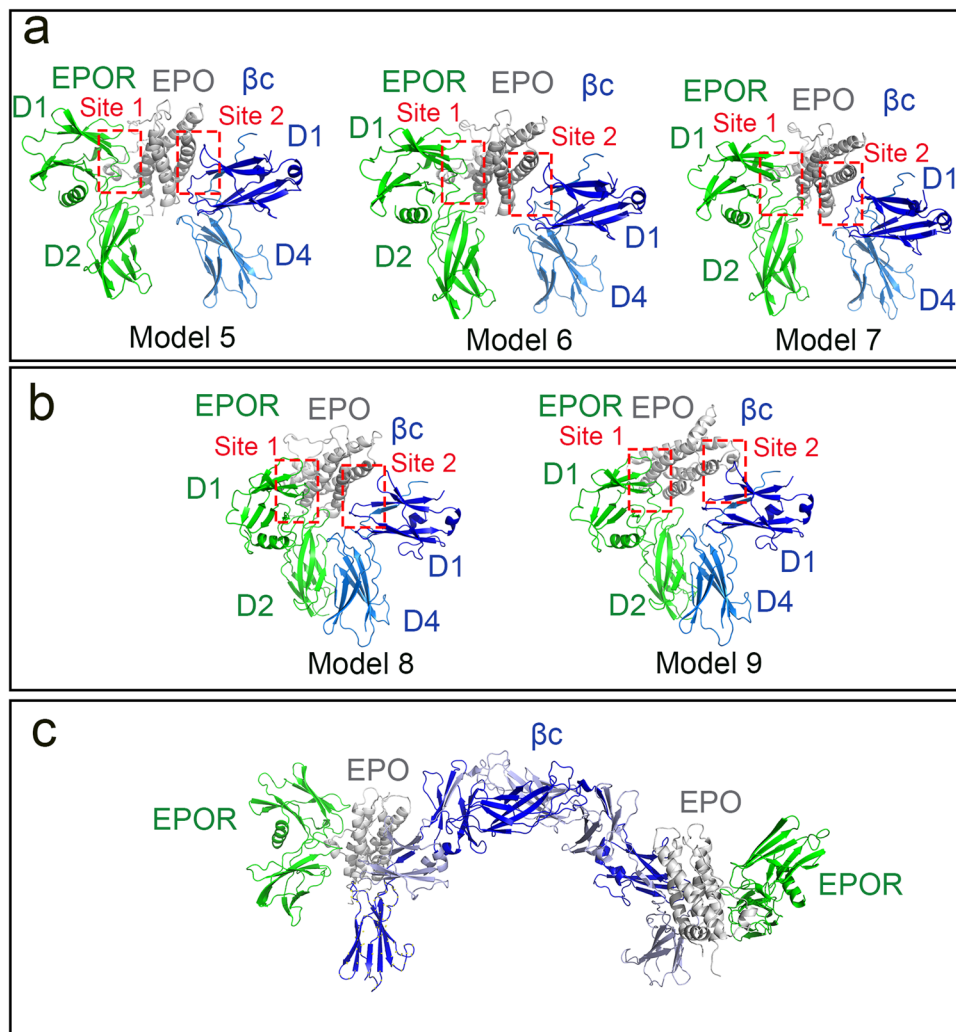 a
EPOR EPO βc
D1 Site 1 Site 2 D1
D2 D4
Model 5
EPOR EPO βc
D1 Site 1 Site 2
D2 D1
D4
Model 6
EPOR EPO βc
D1 Site 1 Site 2
D1
D2
D4
Model 7
b
EPOR EPO βc
Site 1 Site 2
D1
D1
D2 D4
Model 8
EPOR EPO βc
Site 1 Site 2
D1
D1
D2 D4
Model 9
c
βc
EPO EPO
EPOR
EPOR